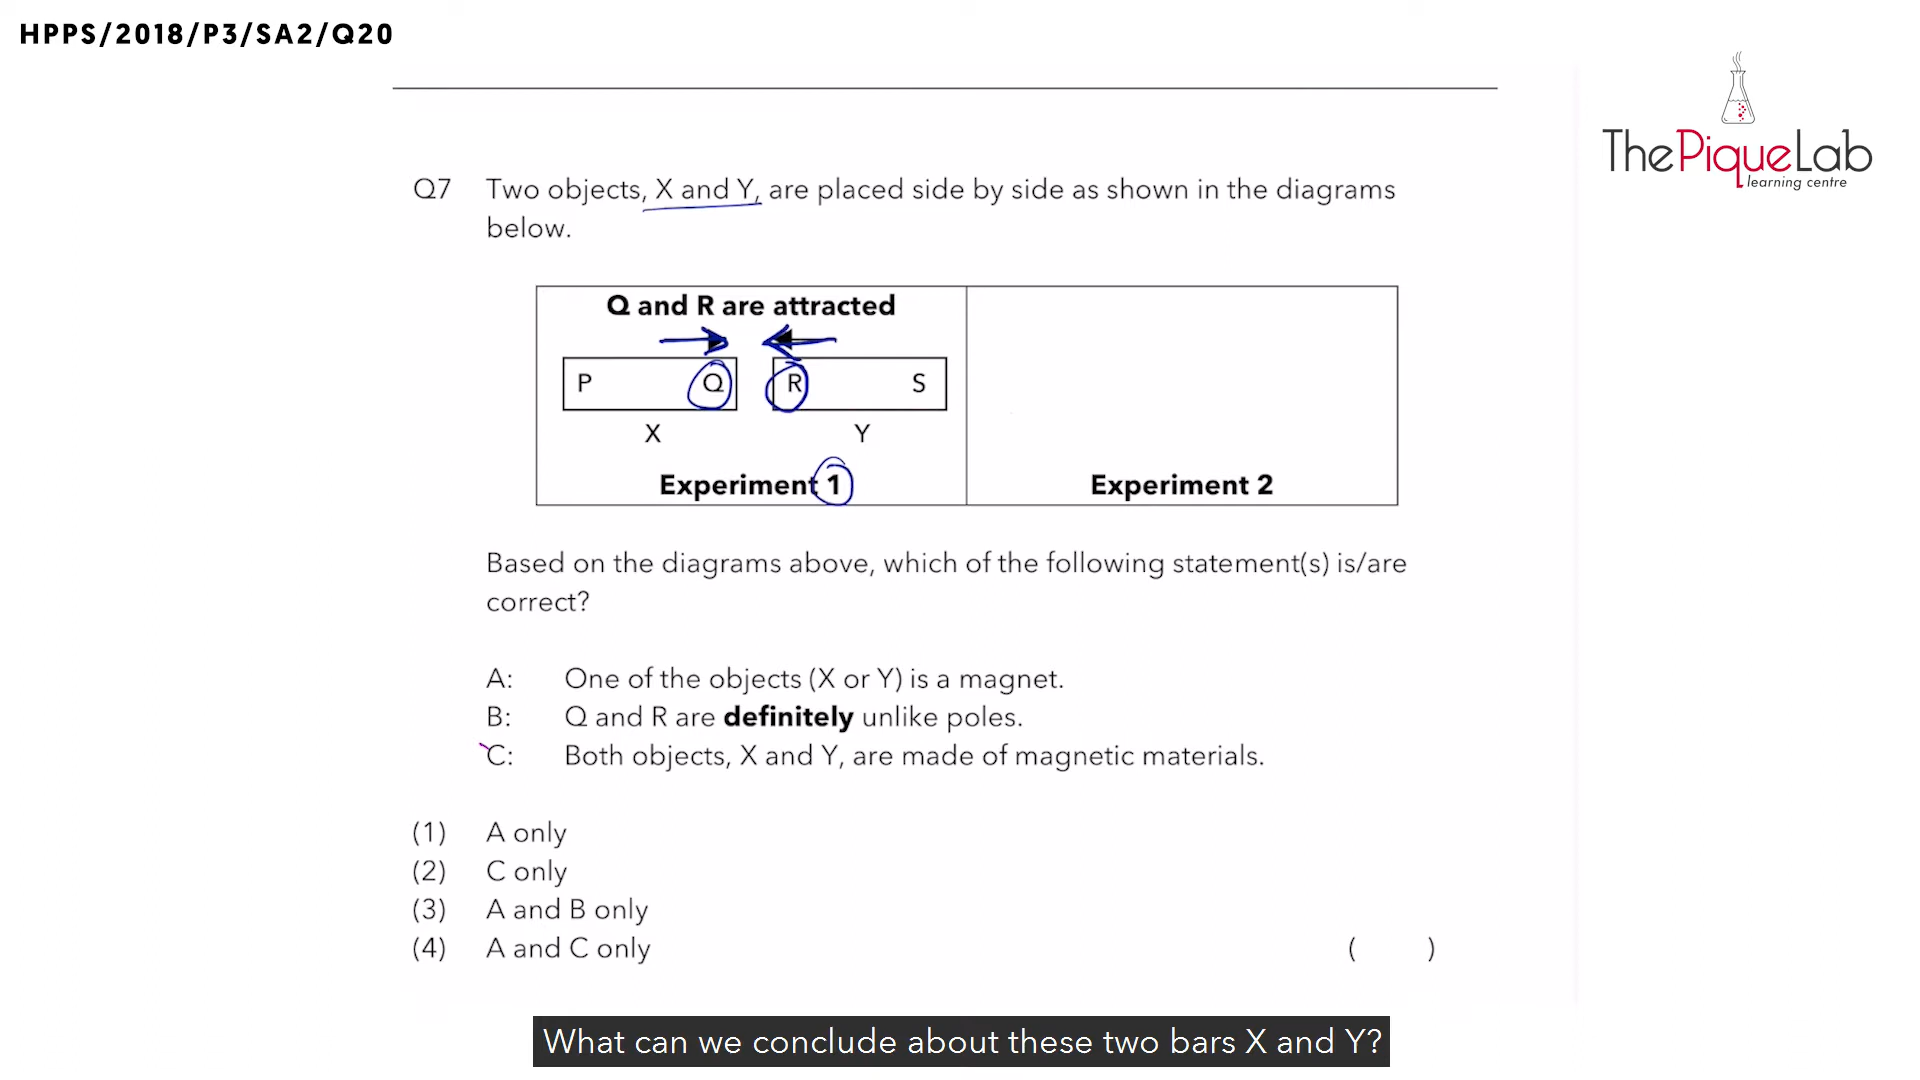 HPPS/2018/P3/SA2/Q20
ThePiqueLab
learning centre
Q7 Two objects, X and Y, are placed side by side as shown in the diagrams
below.
Q and R are attracted
P Q R S
X Y
Experiment 1 Experiment 2
Based on the diagrams above, which of the following statement(s) is/are
correct?
A: One of the objects (X or Y) is a magnet.
B: Q and R are definitely unlike poles.
C: Both objects, X and Y, are made of magnetic materials.
(1) A only
(2) C only
(3) A and B only
(4) A and C only ( )
What can we conclude about these two bars X and Y?